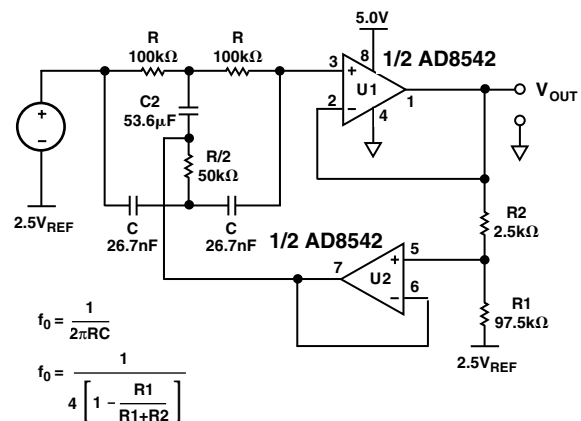 R
100kΩ
R
100kΩ
5.0V
1/2 AD8542
3
8
+
U1
1
2
−
4
V_OUT
C2
53.6μF
R/2
50kΩ
+
−
2.5V_REF
C
26.7nF
C
26.7nF
1/2 AD8542
7
U2
+
5
−
6
R2
2.5kΩ
R1
97.5kΩ
2.5V_REF
f0 = 1 / 2πRC
f0 = 1 / 4 [ 1 − R1 / R1+R2 ]